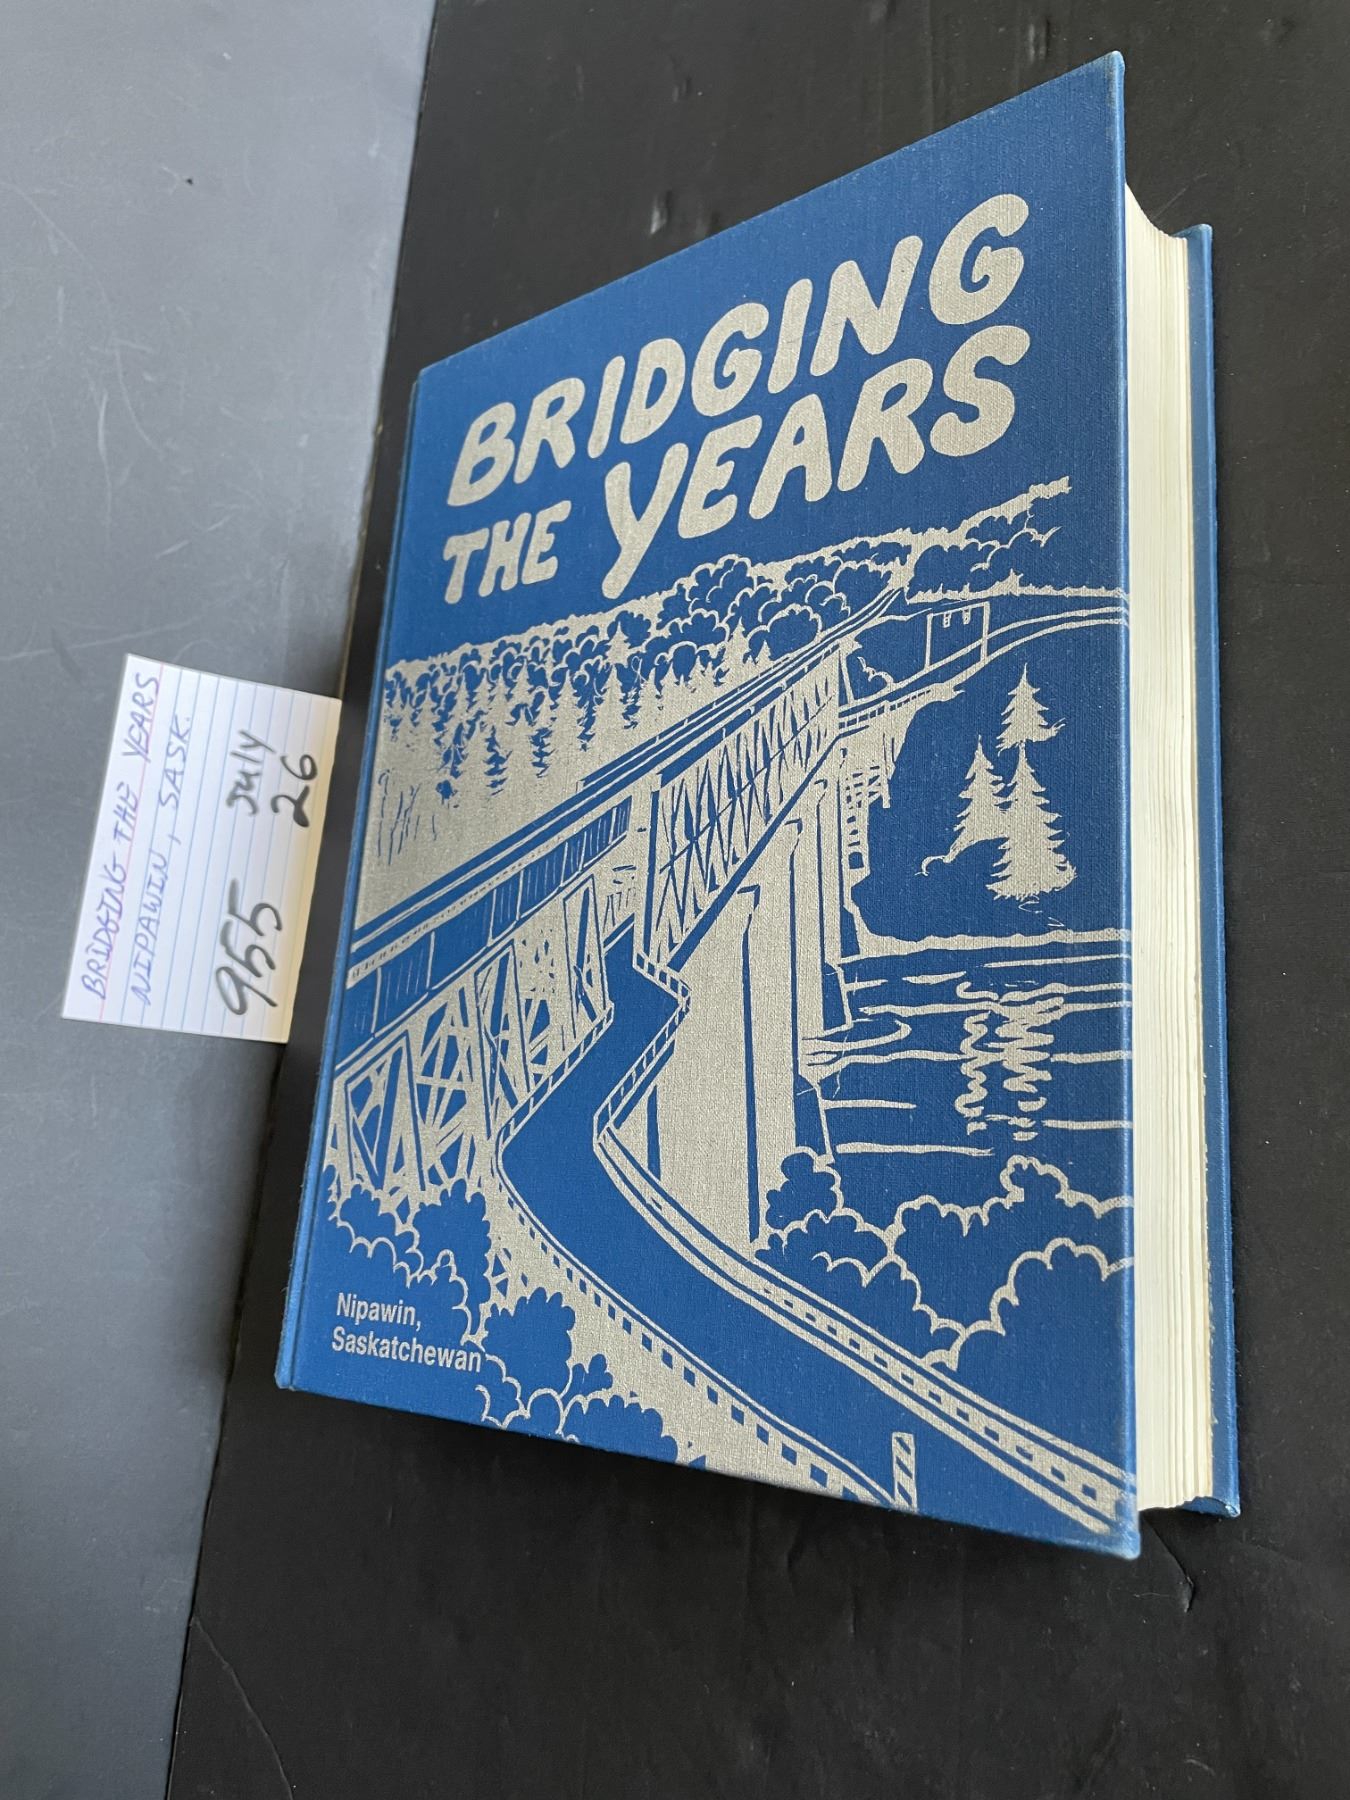 BRIDGING
THE YEARS
Nipawin,
Saskatchewan
BRIDGING THE YEARS
NIPAWIN, SASK.
955 July
26